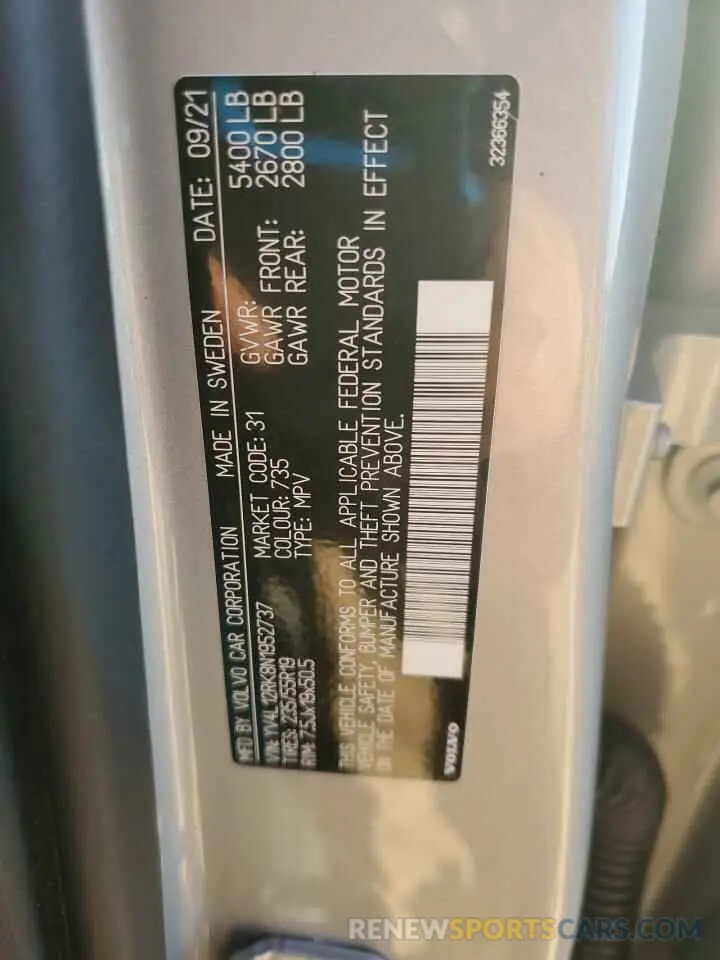 MFD BY VOLVO CAR CORPORATION MADE IN SWEDEN DATE: 09/21
VIN: YV4L12RK8N1952737 MARKET CODE: 31 GVWR: 5400 LB
TIRES: 235/55R19 COLOUR: 735 GAWR FRONT: 2670 LB
RIM: 7.5Jx19x50.5 TYPE: MPV GAWR REAR: 2800 LB
THIS VEHICLE CONFORMS TO ALL APPLICABLE FEDERAL MOTOR
VEHICLE SAFETY, BUMPER AND THEFT PREVENTION STANDARDS IN EFFECT
ON THE DATE OF MANUFACTURE SHOWN ABOVE.
VOLVO 32366354
RENEWSPORTSCARS.COM